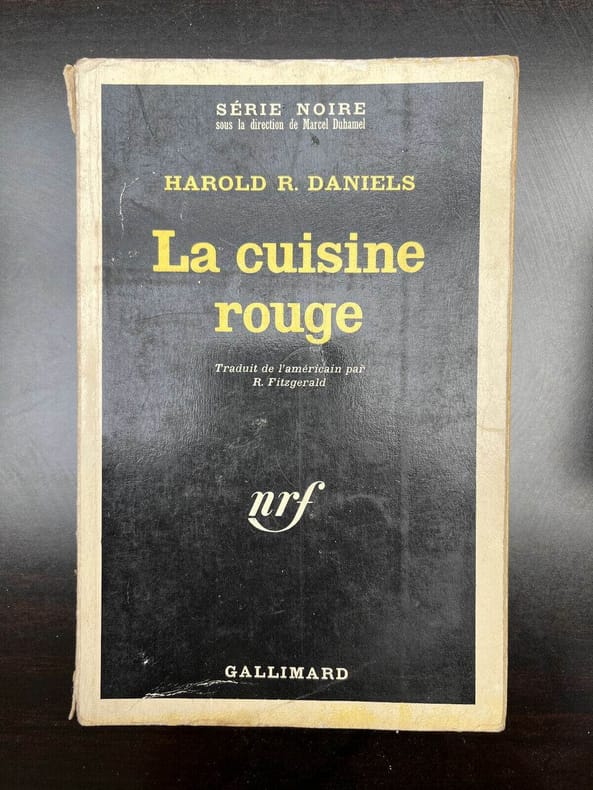 SÉRIE NOIRE
sous la direction de Marcel Duhamel
HAROLD R. DANIELS
La cuisine
rouge
Traduit de l'américain par
R. Fitzgerald
nrf
GALLIMARD